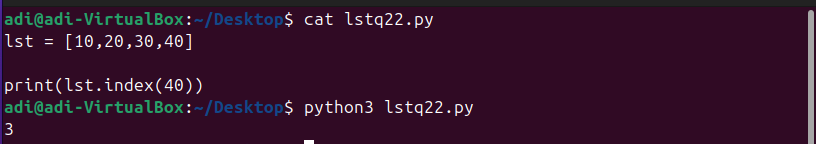 adi@adi-VirtualBox:~/Desktop$ cat lstq22.py
lst = [10,20,30,40]

print(lst.index(40))
adi@adi-VirtualBox:~/Desktop$ python3 lstq22.py
3